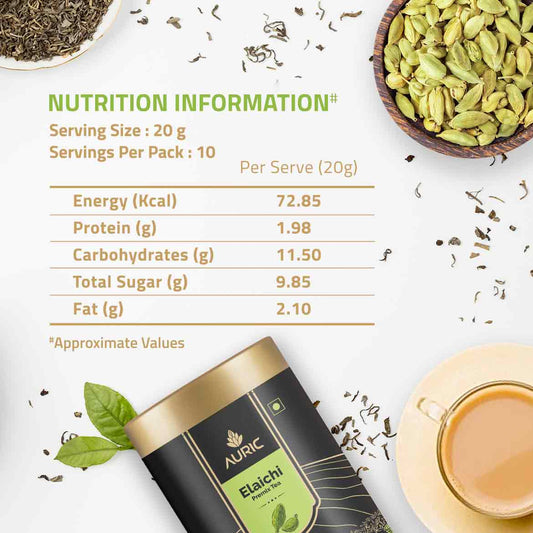 NUTRITION INFORMATION#
Serving Size : 20 g
Servings Per Pack : 10
Per Serve (20g)
Energy (Kcal) 72.85
Protein (g) 1.98
Carbohydrates (g) 11.50
Total Sugar (g) 9.85
Fat (g) 2.10
#Approximate Values
AURIC
Elaichi
Premix Tea